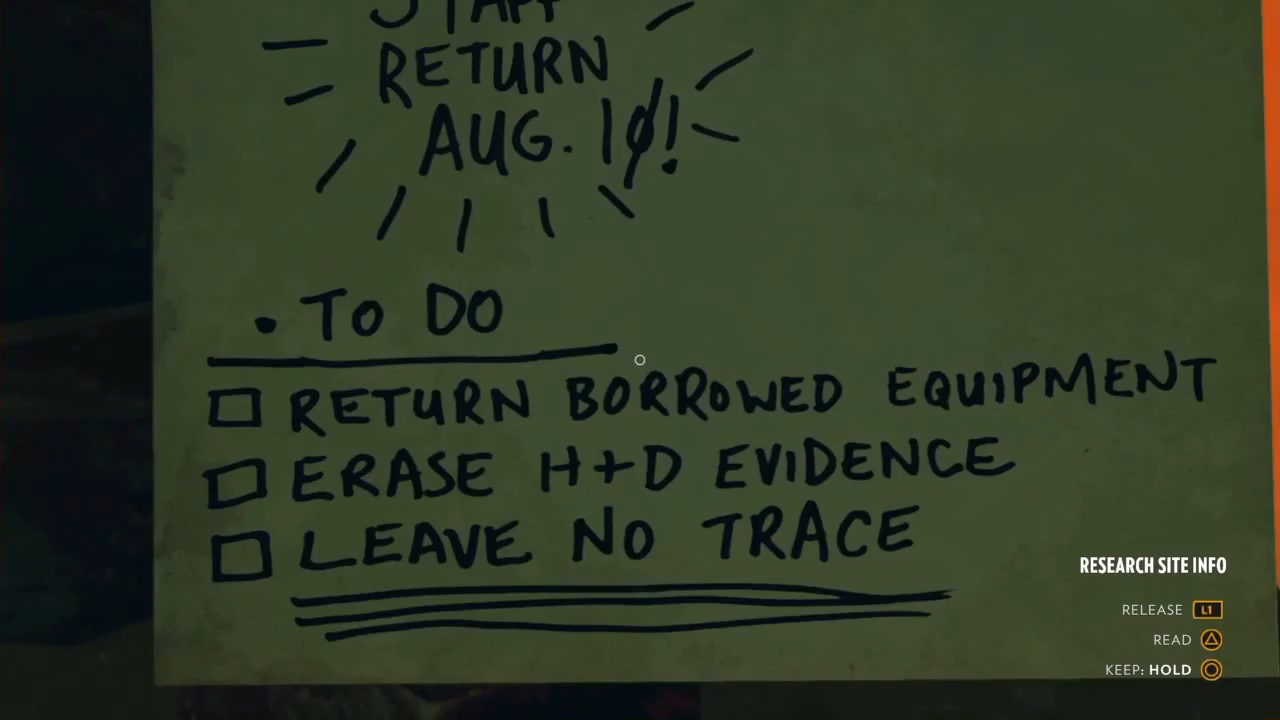 STAFF
RETURN
AUG. 10!
• TO DO
RETURN BORROWED EQUIPMENT
ERASE H+D EVIDENCE
LEAVE NO TRACE
RESEARCH SITE INFO
RELEASE L1
READ
KEEP: HOLD